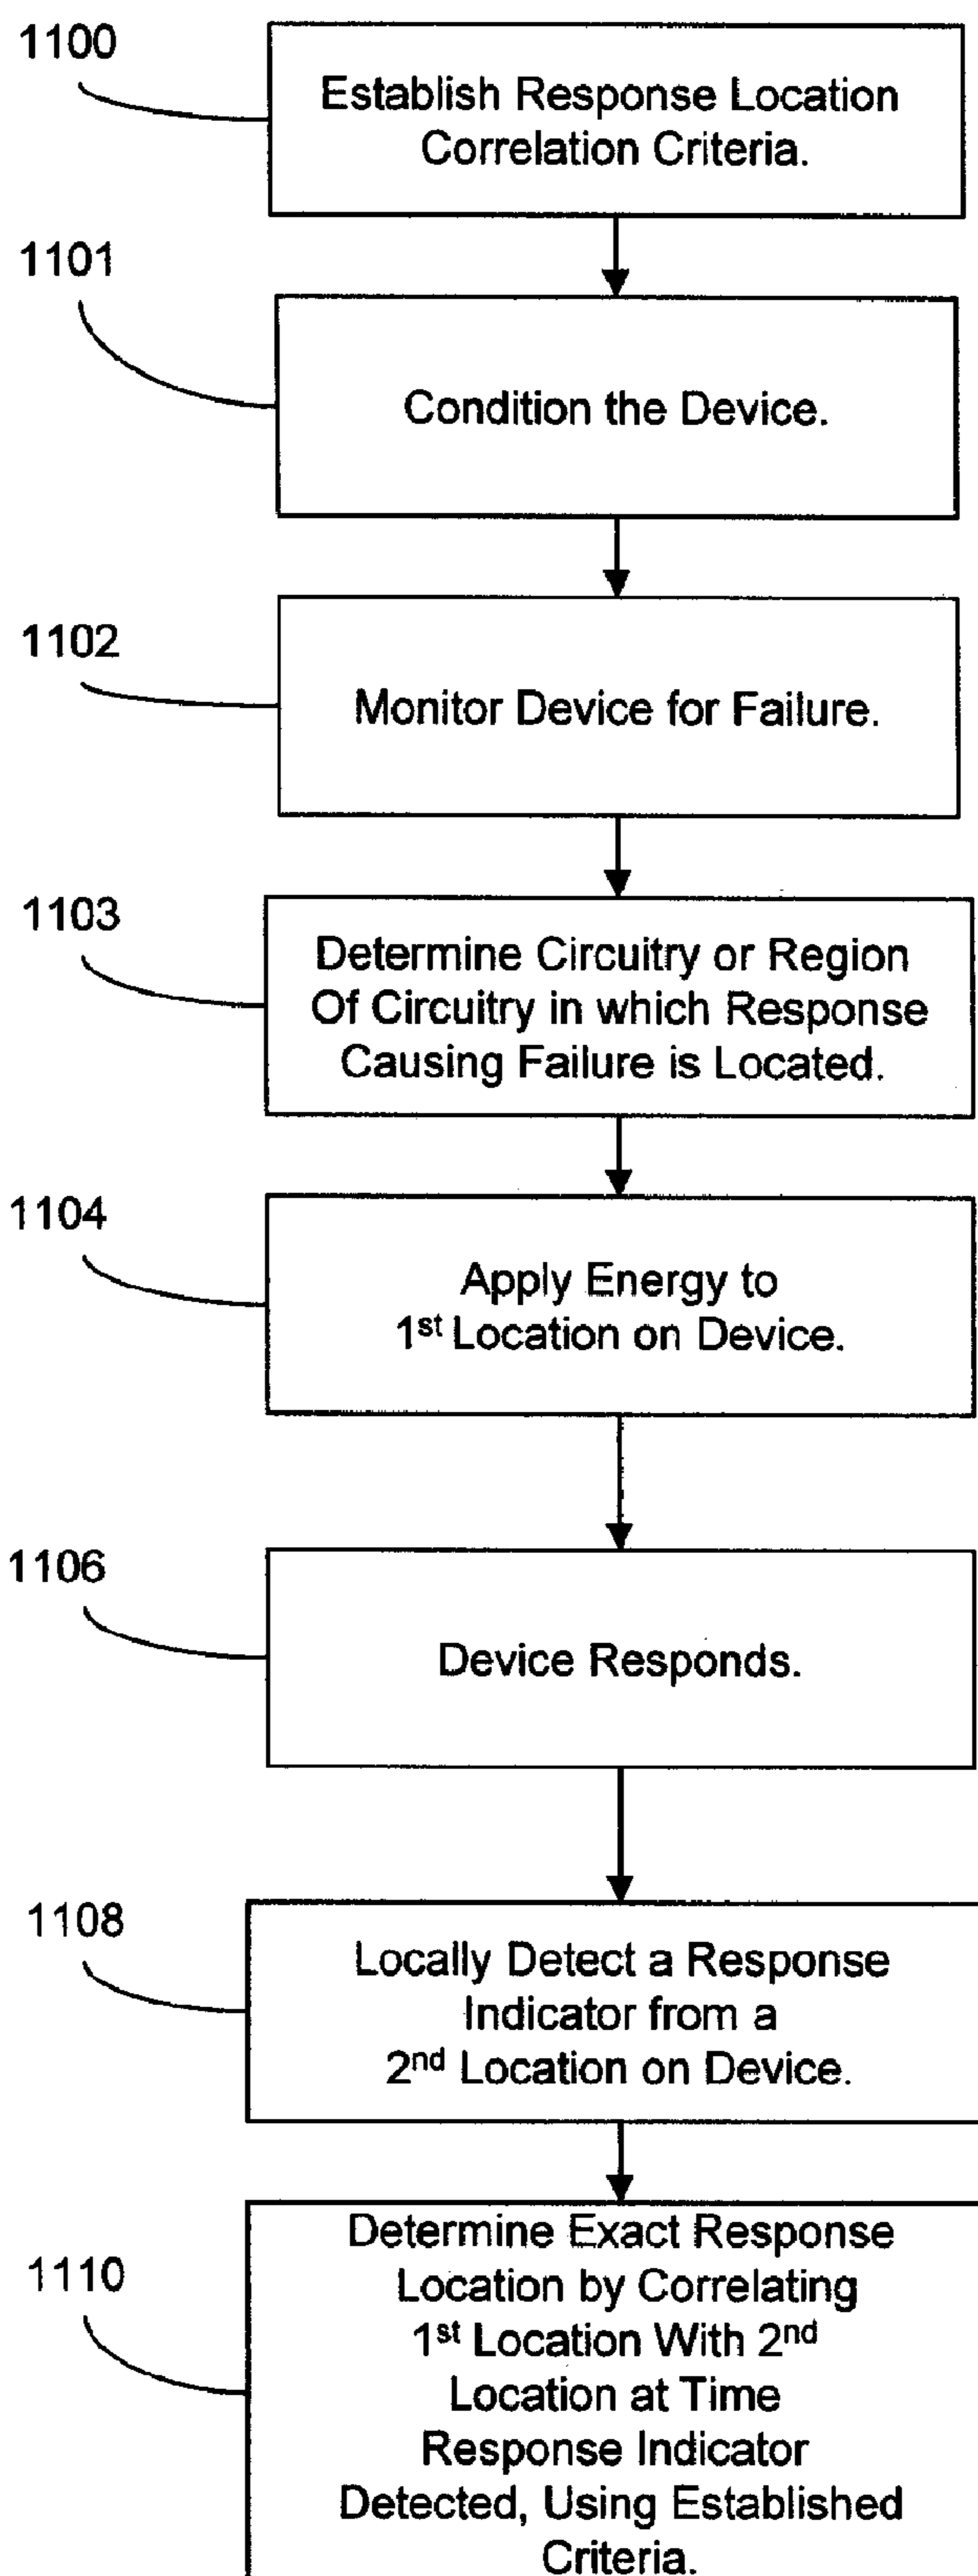 1100
Establish Response Location
Correlation Criteria.
1101
Condition the Device.
1102
Monitor Device for Failure.
1103
Determine Circuitry or Region
Of Circuitry in which Response
Causing Failure is Located.
1104
Apply Energy to
1st Location on Device.
1106
Device Responds.
1108
Locally Detect a Response
Indicator from a
2nd Location on Device.
1110
Determine Exact Response
Location by Correlating
1st Location With 2nd
Location at Time
Response Indicator
Detected, Using Established
Criteria.